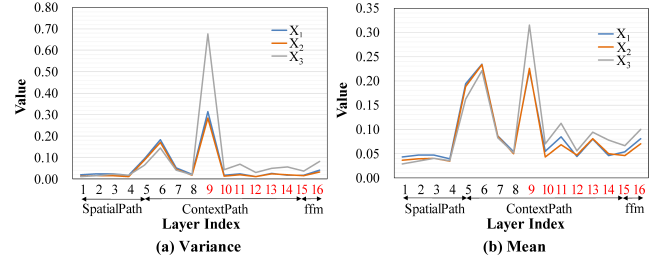 0.80
0.70
0.60
0.50
0.40
0.30
0.20
0.10
0.00
Value
X1
X2
X3
1 2 3 4 5 6 7 8 9 10 11 12 13 14 15 16
SpatialPath ContextPath ffm
Layer Index
(a) Variance
0.35
0.30
0.25
0.20
0.15
0.10
0.05
0.00
Value
X1
X2
X3
1 2 3 4 5 6 7 8 9 10 11 12 13 14 15 16
SpatialPath ContextPath ffm
Layer Index
(b) Mean